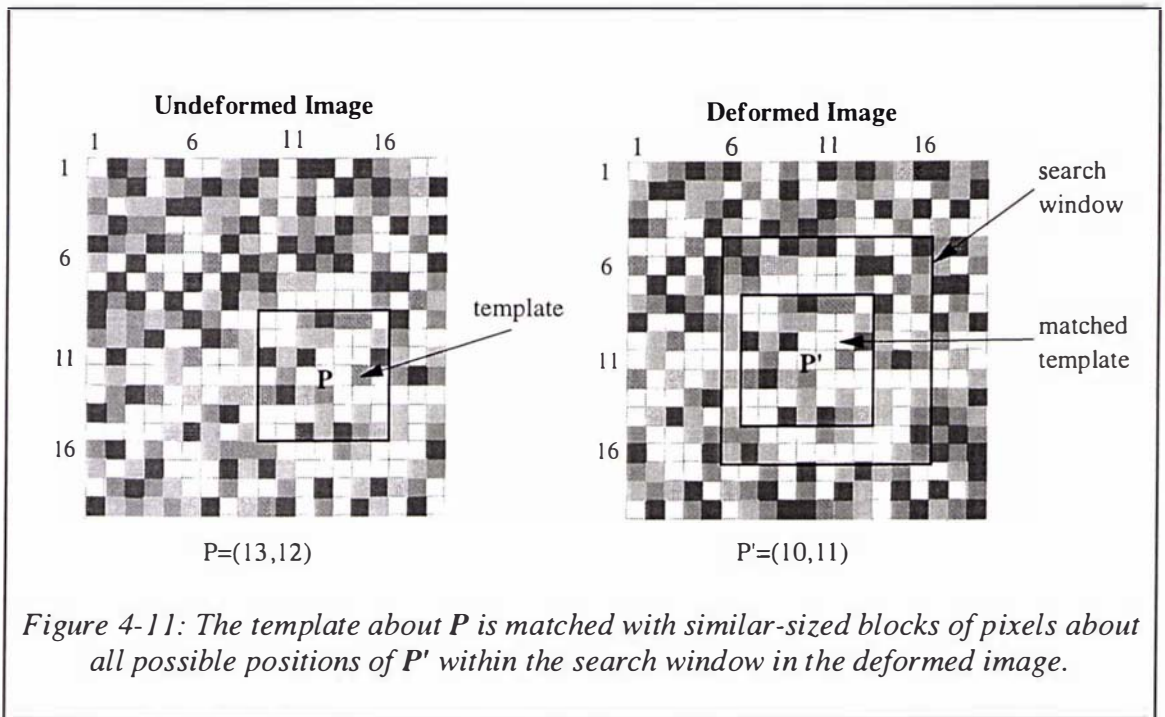 Undeformed Image
1 6 11 16
1
6
11
16
template
P
P=(13,12)
Deformed Image
1 6 11 16
1
6
11
16
search
window
matched
template
P'
P'=(10,11)
Figure 4-11: The template about P is matched with similar-sized blocks of pixels about
all possible positions of P' within the search window in the deformed image.